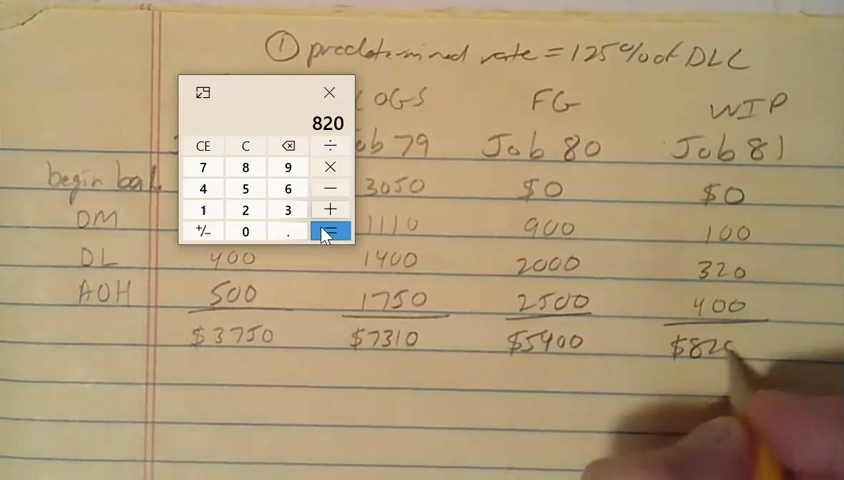 ① predetermined rate = 125% of DLC
COGS FG WIP
Job 79 Job 80 Job 81
begin bal. 3050 $0 $0
DM 1110 900 100
DL 400 1400 2000 320
AOH 500 1750 2500 400
$3750 $7310 $5400 $820
820
CE C ⌫ ÷
7 8 9 ×
4 5 6 −
1 2 3 +
+/− 0 . =